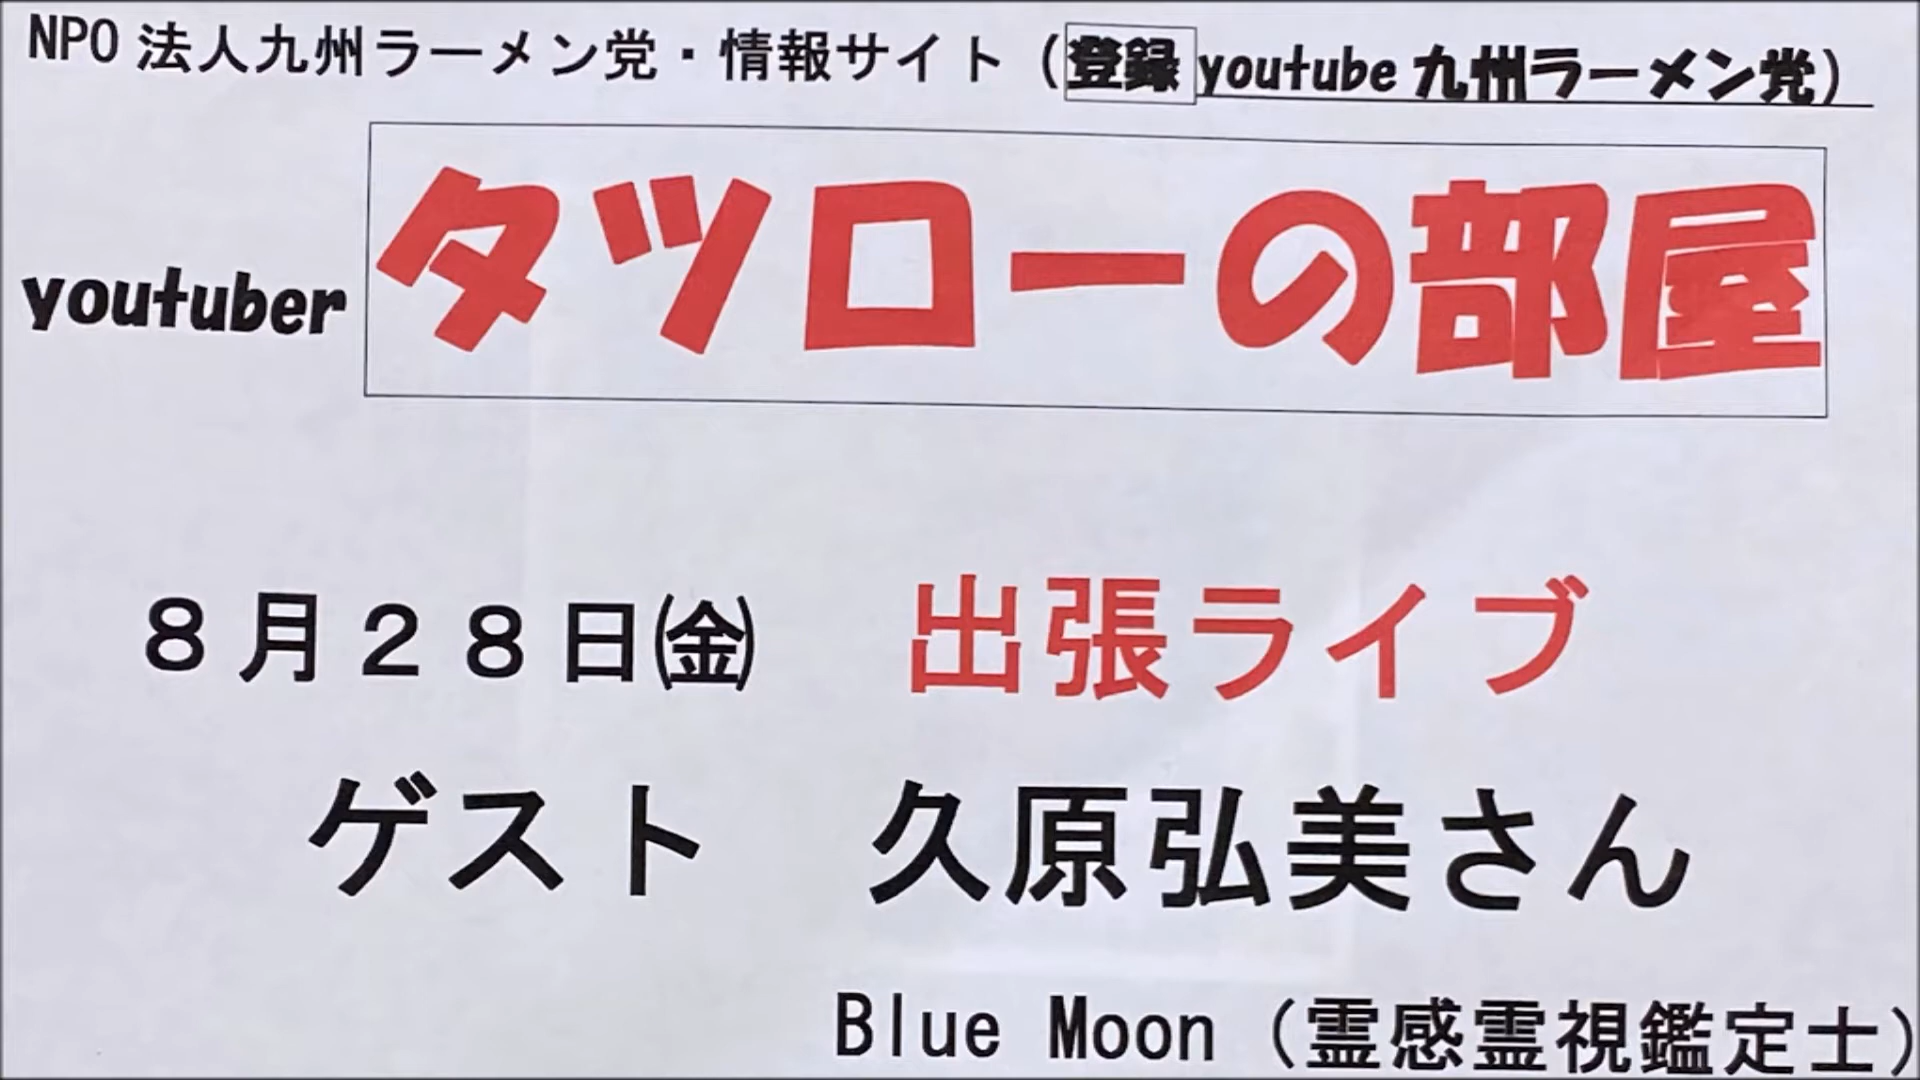 NPO 法人九州ラーメン党・情報サイト（登録 youtube 九州ラーメン党）
youtuber タツローの部屋
８月２８日㈮ 出張ライブ
ゲスト 久原弘美さん
Blue Moon（霊感霊視鑑定士）